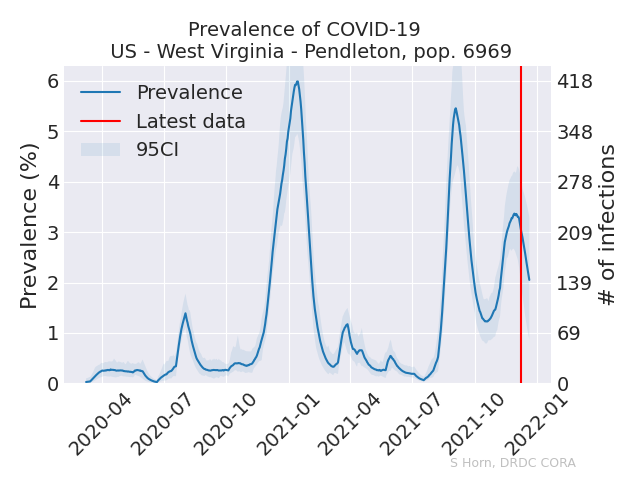 Prevalence of COVID-19
US - West Virginia - Pendleton, pop. 6969
Prevalence
Latest data
95CI
Prevalence (%)
6
5
4
3
2
1
0
418
348
278
209
139
69
0
# of infections
2020-04
2020-07
2020-10
2021-01
2021-04
2021-07
2021-10
2022-01
S Horn, DRDC CORA